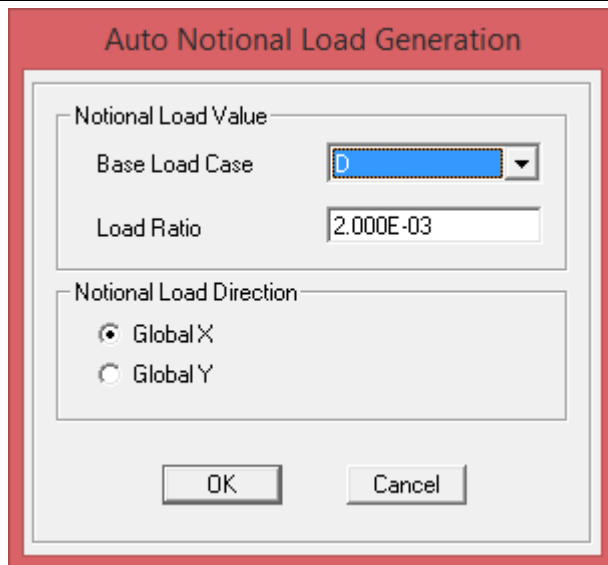 Auto Notional Load Generation
Notional Load Value
Base Load Case D
Load Ratio 2.000E-03
Notional Load Direction
Global X
Global Y
OK Cancel